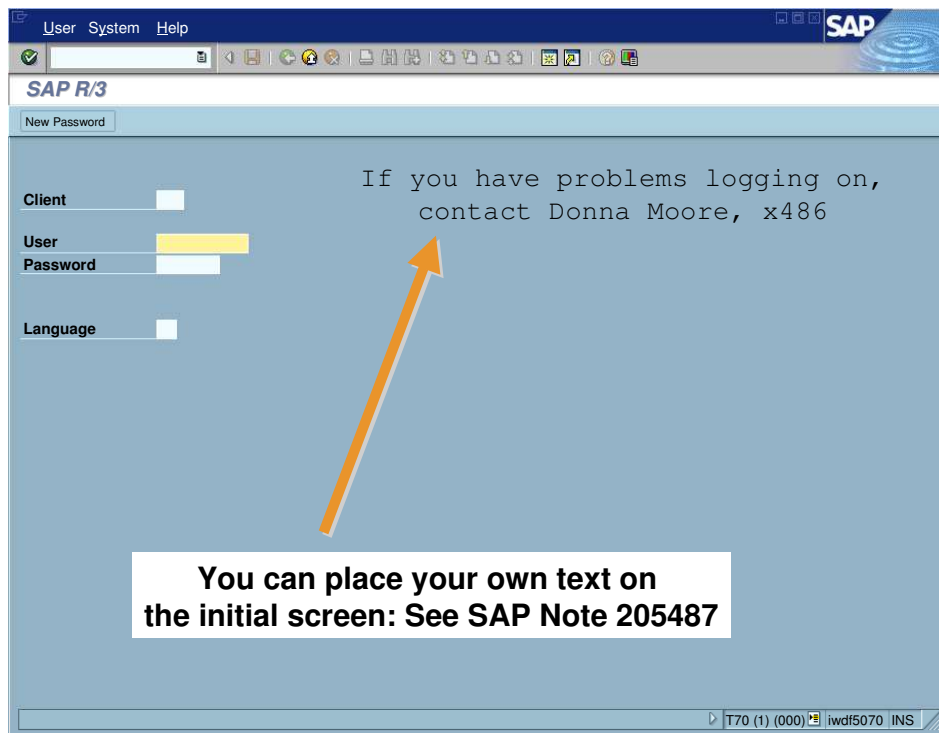 User System Help
SAP
SAP R/3
New Password
If you have problems logging on,
contact Donna Moore, x486
Client
User
Password
Language
You can place your own text on
the initial screen: See SAP Note 205487
T70 (1) (000) iwdf5070 INS